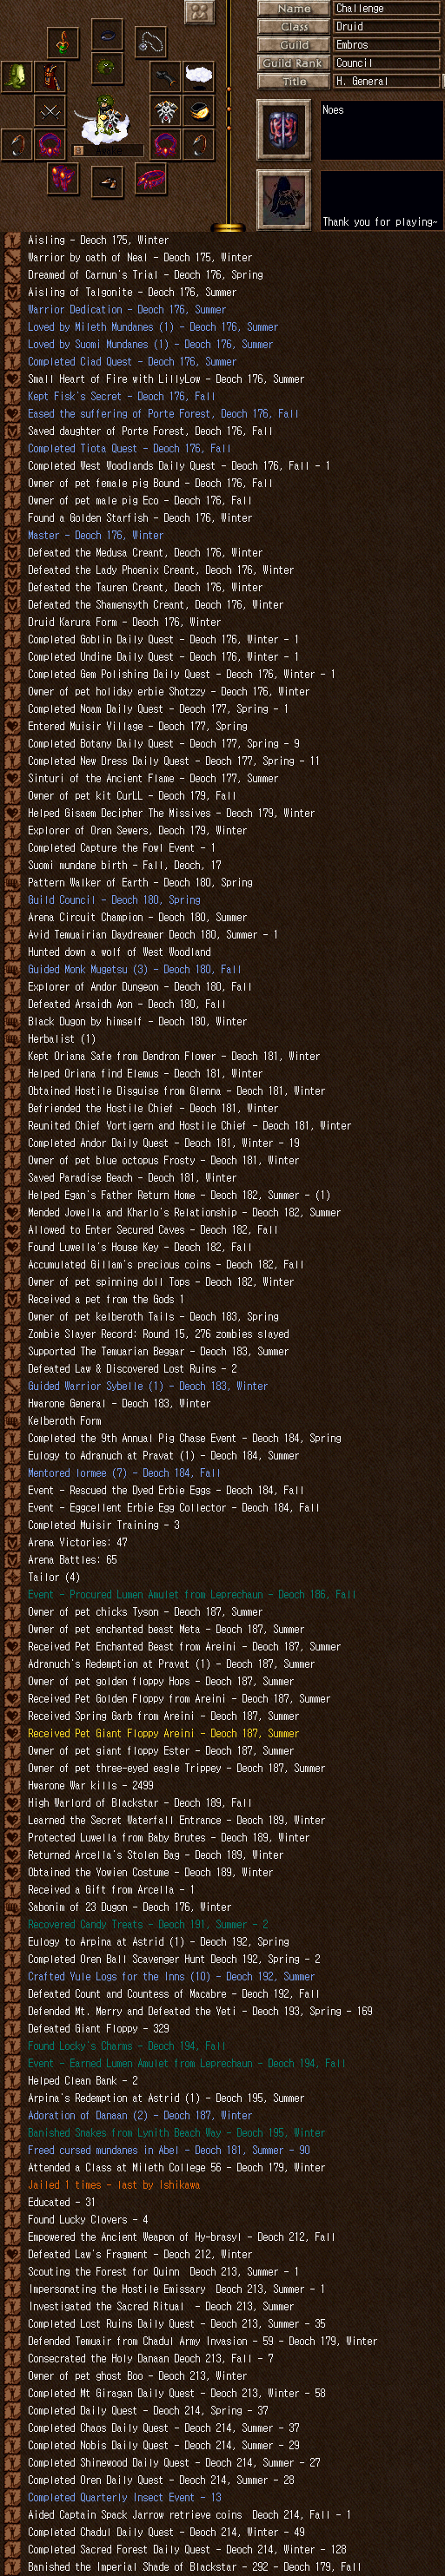 Name Challenge
Class Druid
Guild Embros
Guild Rank Council
Title H. General
Noes
Thank you for playing~
Aisling - Deoch 175, Winter
Warrior by oath of Neal - Deoch 175, Winter
Dreamed of Carnun's Trial - Deoch 176, Spring
Aisling of Talgonite - Deoch 176, Summer
Warrior Dedication - Deoch 176, Summer
Loved by Mileth Mundanes (1) - Deoch 176, Summer
Loved by Suomi Mundanes (1) - Deoch 176, Summer
Completed Ciad Quest - Deoch 176, Summer
Small Heart of Fire with LillyLow - Deoch 176, Summer
Kept Fisk's Secret - Deoch 176, Fall
Eased the suffering of Porte Forest, Deoch 176, Fall
Saved daughter of Porte Forest, Deoch 176, Fall
Completed Tiota Quest - Deoch 176, Fall
Completed West Woodlands Daily Quest - Deoch 176, Fall - 1
Owner of pet female pig Bound - Deoch 176, Fall
Owner of pet male pig Eco - Deoch 176, Fall
Found a Golden Starfish - Deoch 176, Winter
Master - Deoch 176, Winter
Defeated the Medusa Creant, Deoch 176, Winter
Defeated the Lady Phoenix Creant, Deoch 176, Winter
Defeated the Tauren Creant, Deoch 176, Winter
Defeated the Shamensyth Creant, Deoch 176, Winter
Druid Karura Form - Deoch 176, Winter
Completed Goblin Daily Quest - Deoch 176, Winter - 1
Completed Undine Daily Quest - Deoch 176, Winter - 1
Completed Gem Polishing Daily Quest - Deoch 176, Winter - 1
Owner of pet holiday erbie Shotzzy - Deoch 176, Winter
Completed Noam Daily Quest - Deoch 177, Spring - 1
Entered Muisir Village - Deoch 177, Spring
Completed Botany Daily Quest - Deoch 177, Spring - 9
Completed New Dress Daily Quest - Deoch 177, Spring - 11
Sinturi of the Ancient Flame - Deoch 177, Summer
Owner of pet kit CurLL - Deoch 179, Fall
Helped Gisaem Decipher The Missives - Deoch 179, Winter
Explorer of Oren Sewers, Deoch 179, Winter
Completed Capture the Fowl Event - 1
Suomi mundane birth - Fall, Deoch, 17
Pattern Walker of Earth - Deoch 180, Spring
Guild Council - Deoch 180, Spring
Arena Circuit Champion - Deoch 180, Summer
Avid Temuairian Daydreamer Deoch 180, Summer - 1
Hunted down a wolf of West Woodland
Guided Monk Mugetsu (3) - Deoch 180, Fall
Explorer of Andor Dungeon - Deoch 180, Fall
Defeated Arsaidh Aon - Deoch 180, Fall
Black Dugon by himself - Deoch 180, Winter
Herbalist (1)
Kept Oriana Safe from Dendron Flower - Deoch 181, Winter
Helped Oriana find Elemus - Deoch 181, Winter
Obtained Hostile Disguise from Glenna - Deoch 181, Winter
Befriended the Hostile Chief - Deoch 181, Winter
Reunited Chief Vortigern and Hostile Chief - Deoch 181, Winter
Completed Andor Daily Quest - Deoch 181, Winter - 19
Owner of pet blue octopus Frosty - Deoch 181, Winter
Saved Paradise Beach - Deoch 181, Winter
Helped Egan's Father Return Home - Deoch 182, Summer - (1)
Mended Jowella and Kharlo's Relationship - Deoch 182, Summer
Allowed to Enter Secured Caves - Deoch 182, Fall
Found Luwella's House Key - Deoch 182, Fall
Accumulated Gillam's precious coins - Deoch 182, Fall
Owner of pet spinning doll Tops - Deoch 182, Winter
Received a pet from the Gods 1
Owner of pet kelberoth Tails - Deoch 183, Spring
Zombie Slayer Record: Round 15, 276 zombies slayed
Supported The Temuarian Beggar - Deoch 183, Summer
Defeated Law & Discovered Lost Ruins - 2
Guided Warrior Sybelle (1) - Deoch 183, Winter
Hwarone General - Deoch 183, Winter
Kelberoth Form
Completed the 9th Annual Pig Chase Event - Deoch 184, Spring
Eulogy to Adranuch at Pravat (1) - Deoch 184, Summer
Mentored Iormee (7) - Deoch 184, Fall
Event - Rescued the Dyed Erbie Eggs - Deoch 184, Fall
Event - Eggcellent Erbie Egg Collector - Deoch 184, Fall
Completed Muisir Training - 3
Arena Victories: 47
Arena Battles: 65
Tailor (4)
Event - Procured Lumen Amulet from Leprechaun - Deoch 186, Fall
Owner of pet chicks Tyson - Deoch 187, Summer
Owner of pet enchanted beast Meta - Deoch 187, Summer
Received Pet Enchanted Beast from Areini - Deoch 187, Summer
Adranuch's Redemption at Pravat (1) - Deoch 187, Summer
Owner of pet golden floppy Hops - Deoch 187, Summer
Received Pet Golden Floppy from Areini - Deoch 187, Summer
Received Spring Garb from Areini - Deoch 187, Summer
Received Pet Giant Floppy Areini - Deoch 187, Summer
Owner of pet giant floppy Ester - Deoch 187, Summer
Owner of pet three-eyed eagle Trippey - Deoch 187, Summer
Hwarone War kills - 2499
High Warlord of Blackstar - Deoch 189, Fall
Learned the Secret Waterfall Entrance - Deoch 189, Winter
Protected Luwella from Baby Brutes - Deoch 189, Winter
Returned Arcella's Stolen Bag - Deoch 189, Winter
Obtained the Yowien Costume - Deoch 189, Winter
Received a Gift from Arcella - 1
Sabonim of 23 Dugon - Deoch 176, Winter
Recovered Candy Treats - Deoch 191, Summer - 2
Eulogy to Arpina at Astrid (1) - Deoch 192, Spring
Completed Oren Ball Scavenger Hunt Deoch 192, Spring - 2
Crafted Yule Logs for the Inns (10) - Deoch 192, Summer
Defeated Count and Countess of Macabre - Deoch 192, Fall
Defended Mt. Merry and Defeated the Yeti - Deoch 193, Spring - 169
Defeated Giant Floppy - 329
Found Locky's Charms - Deoch 194, Fall
Event - Earned Lumen Amulet from Leprechaun - Deoch 194, Fall
Helped Clean Bank - 2
Arpina's Redemption at Astrid (1) - Deoch 195, Summer
Adoration of Danaan (2) - Deoch 187, Winter
Banished Snakes from Lynith Beach Way - Deoch 195, Winter
Freed cursed mundanes in Abel - Deoch 181, Summer - 90
Attended a Class at Mileth College 56 - Deoch 179, Winter
Jailed 1 times - last by Ishikawa
Educated - 31
Found Lucky Clovers - 4
Empowered the Ancient Weapon of Hy-brasyl - Deoch 212, Fall
Defeated Law's Fragment - Deoch 212, Winter
Scouting the Forest for Quinn  Deoch 213, Summer - 1
Impersonating the Hostile Emissary  Deoch 213, Summer - 1
Investigated the Sacred Ritual  - Deoch 213, Summer
Completed Lost Ruins Daily Quest - Deoch 213, Summer - 35
Defended Temuair from Chadul Army Invasion - 59 - Deoch 179, Winter
Consecrated the Holy Danaan Deoch 213, Fall - 7
Owner of pet ghost Boo - Deoch 213, Winter
Completed Mt Giragan Daily Quest - Deoch 213, Winter - 58
Completed Daily Quest - Deoch 214, Spring - 37
Completed Chaos Daily Quest - Deoch 214, Summer - 37
Completed Nobis Daily Quest - Deoch 214, Summer - 29
Completed Shinewood Daily Quest - Deoch 214, Summer - 27
Completed Oren Daily Quest - Deoch 214, Summer - 28
Completed Quarterly Insect Event - 13
Aided Captain Spack Jarrow retrieve coins  Deoch 214, Fall - 1
Completed Chadul Daily Quest - Deoch 214, Winter - 49
Completed Sacred Forest Daily Quest - Deoch 214, Winter - 128
Banished the Imperial Shade of Blackstar - 292 - Deoch 179, Fall